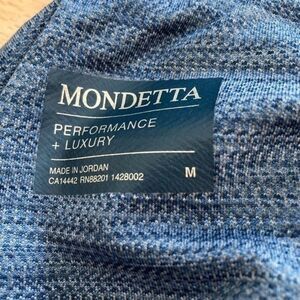 MONDETTA
PERFORMANCE
+ LUXURY
MADE IN JORDAN
CA14442 RN88201 1428002 M